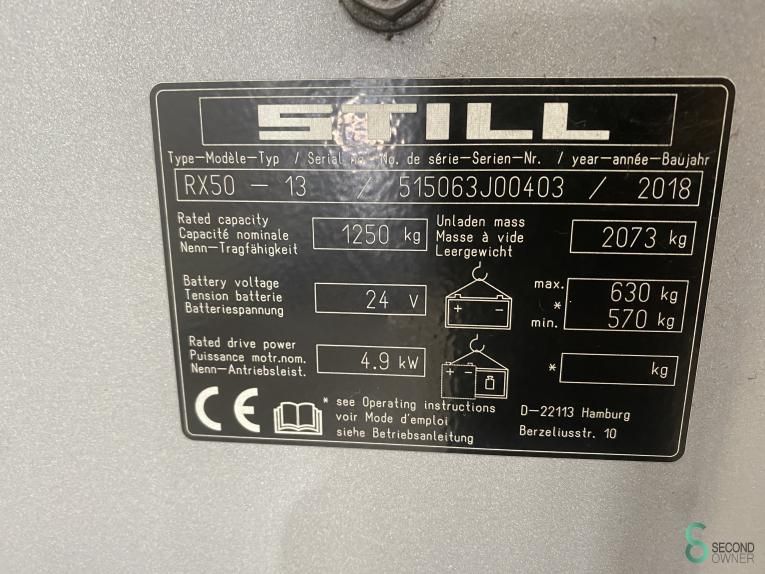 STILL
Type—Modèle—Typ / Serial no. No. de série—Serien—Nr. / year—année—Baujahr
RX50 - 13 / 515063J00403 / 2018
Rated capacity
Capacité nominale
Nenn-Tragfähigkeit
1250 kg
Unladen mass
Masse à vide
Leergewicht
2073 kg
Battery voltage
Tension batterie
Batteriespannung
24 V
+ -
max. 630 kg
*
min. 570 kg
Rated drive power
Puissance motr.nom.
Nenn-Antriebsleist.
4.9 kW
+ -
* kg
CE
* see Operating instructions
voir Mode d'emploi
siehe Betriebsanleitung
D-22113 Hamburg
Berzeliusstr. 10
SECOND
OWNER